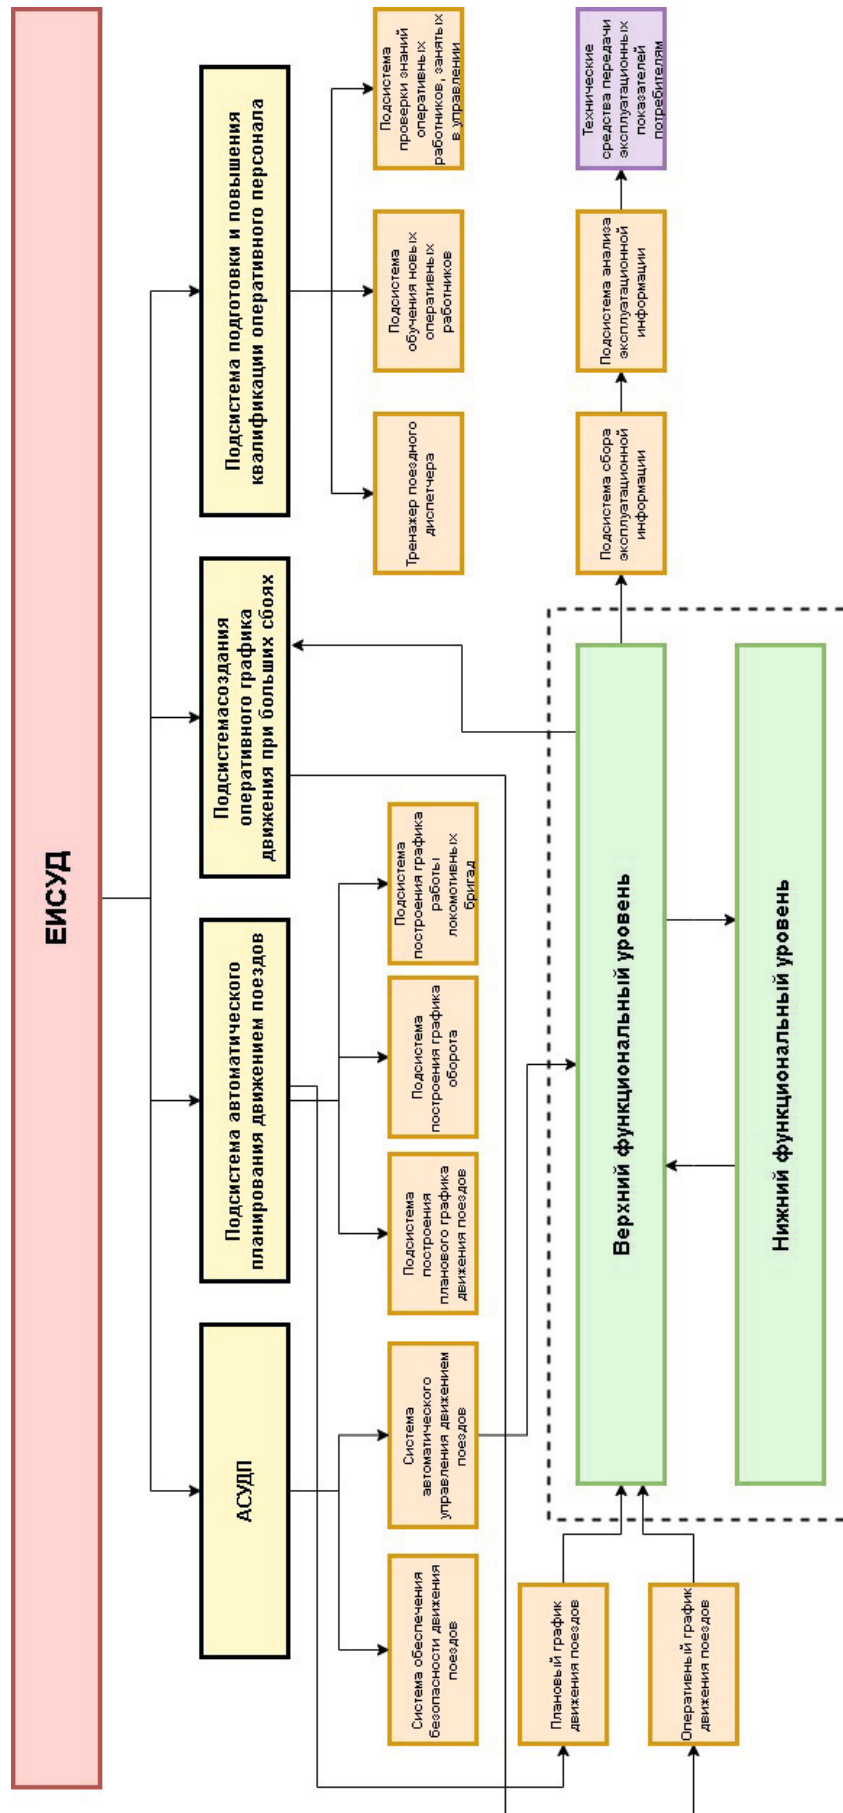 ЕИСУД
АСУДП
Подсистема автоматического
планирования движением поездов
Подсистемасоздания
оперативного графика
движения при больших сбоях
Подсистема подготовки и повышения
квалификации оперативного персонала
Система обеспечения
безопасности движения
поездов
Система
автоматического
управления движением
поездов
Подсистема
построения
планового графика
движения поездов
Подсистема
построения графика
оборота
Подсистема
построения графика
работы
локомотивных
бригад
Тренажер поездного
диспетчера
Подсистема
обучения новых
оперативных
работников
Подсистема
проверки знаний
оперативных
работников, занятых
в управлении
Плановый график
движения поездов
Оперативный график
движения поездов
Верхний функциональный уровень
Нижний функциональный уровень
Подсистема сбора
эксплуатационной
информации
Подсистема анализа
эксплуатационной
информации
Технические
средства передачи
эксплуатационных
показателей
потребителям